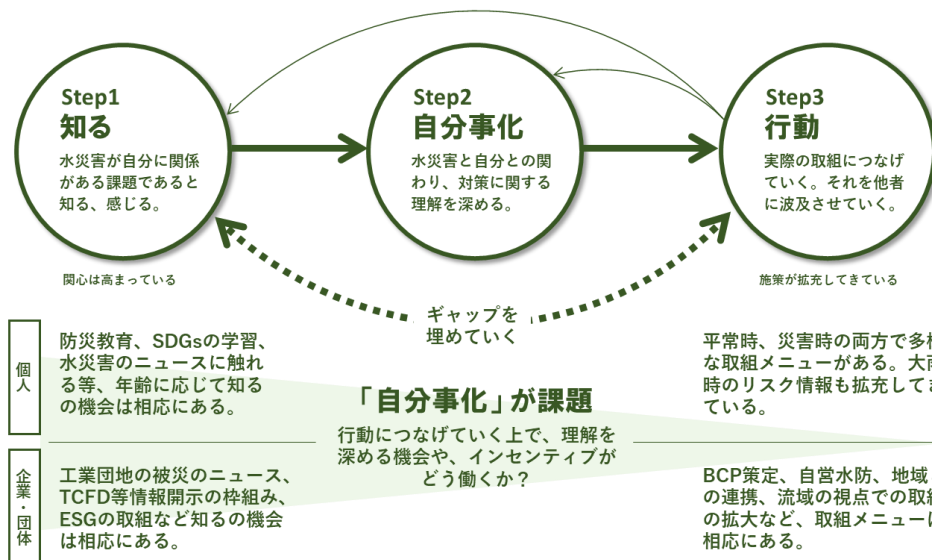 Step1
知る
水災害が自分に関係
がある課題であると
知る、感じる。
Step2
自分事化
水災害と自分との関
わり、対策に関する
理解を深める。
Step3
行動
実際の取組につなげ
ていく。それを他者
に波及させていく。
関心は高まっている
施策が拡充してきている
ギャップを
埋めていく
個人
防災教育、SDGsの学習、
水災害のニュースに触れ
る等、年齢に応じて知る
の機会は相応にある。
「自分事化」が課題
行動につなげていく上で、理解を
深める機会や、インセンティブが
どう働くか？
平常時、災害時の両方で多
な取組メニューがある。大
時のリスク情報も拡充して
ている。
企業・団体
工業団地の被災のニュース、
TCFD等情報開示の枠組み、
ESGの取組など知るの機会
は相応にある。
BCP策定、自営水防、地域
の連携、流域の視点での取
の拡大など、取組メニュー
相応にある。